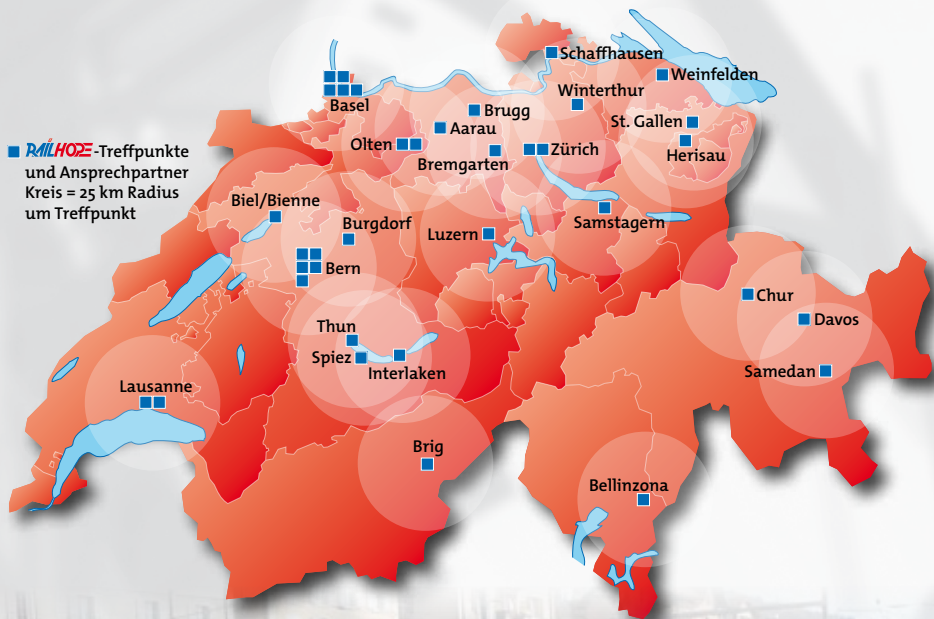 Schaffhausen
Weinfelden
Winterthur
Basel
Brugg
St. Gallen
Aarau
Olten
Zürich
Bremgarten
Herisau
RAILHOPE-Treffpunkte
und Ansprechpartner
Kreis = 25 km Radius
um Treffpunkt
Biel/Bienne
Burgdorf
Samstagern
Luzern
Bern
Chur
Davos
Thun
Spiez
Interlaken
Samedan
Lausanne
Brig
Bellinzona